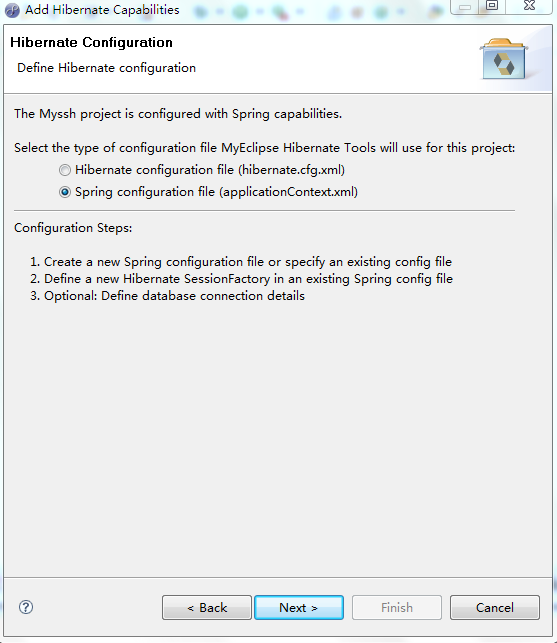 Add Hibernate Capabilities
Hibernate Configuration
Define Hibernate configuration
The Myssh project is configured with Spring capabilities.
Select the type of configuration file MyEclipse Hibernate Tools will use for this project:
Hibernate configuration file (hibernate.cfg.xml)
Spring configuration file (applicationContext.xml)
Configuration Steps:
1. Create a new Spring configuration file or specify an existing config file
2. Define a new Hibernate SessionFactory in an existing Spring config file
3. Optional: Define database connection details
? < Back Next > Finish Cancel